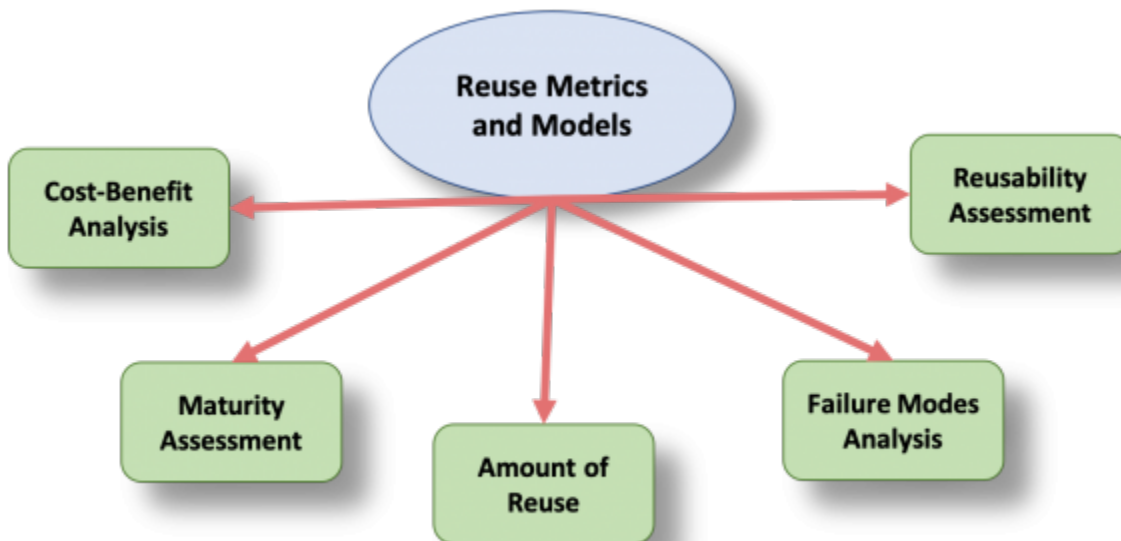 Reuse Metrics
and Models
Cost-Benefit
Analysis
Reusability
Assessment
Maturity
Assessment
Amount of
Reuse
Failure Modes
Analysis